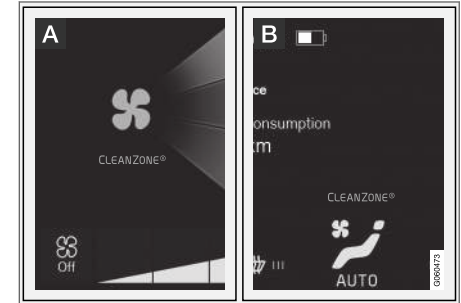 A
CLEANZONE®
Off
B
ce
onsumption
km
CLEANZONE®
AUTO
G060473